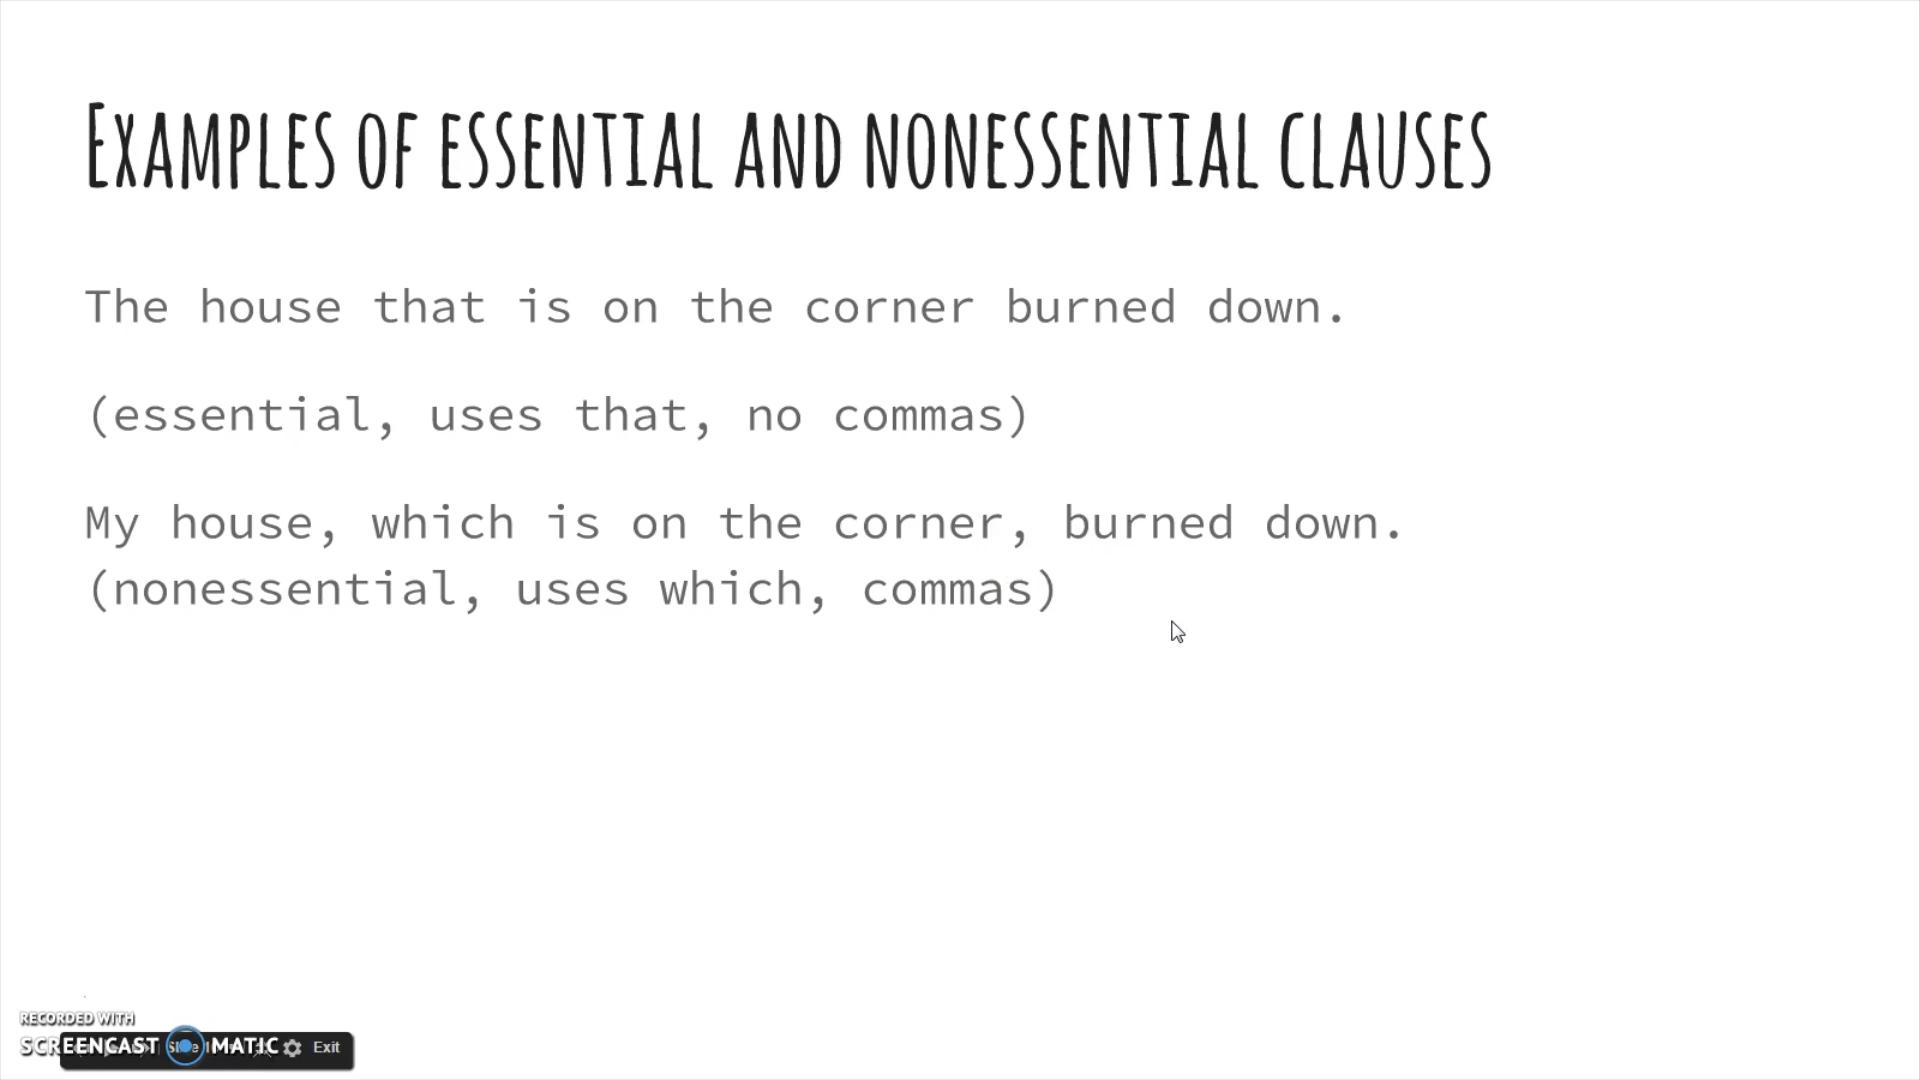 Examples of essential and nonessential clauses
The house that is on the corner burned down.
(essential, uses that, no commas)
My house, which is on the corner, burned down.
(nonessential, uses which, commas)
RECORDED WITH
SCREENCAST MATIC
Exit